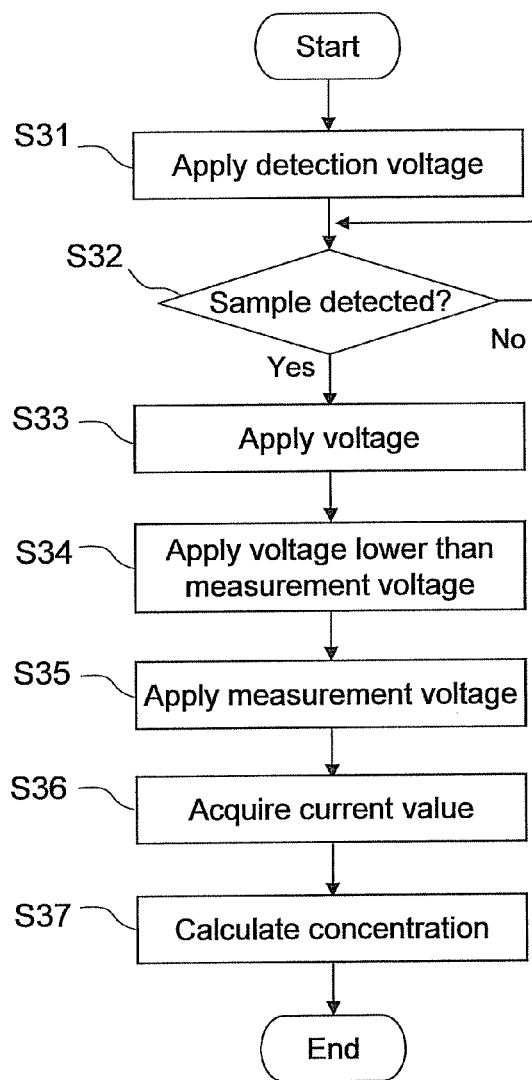 Start
S31
Apply detection voltage
S32
Sample detected?
No
Yes
S33
Apply voltage
S34
Apply voltage lower than
measurement voltage
S35
Apply measurement voltage
S36
Acquire current value
S37
Calculate concentration
End